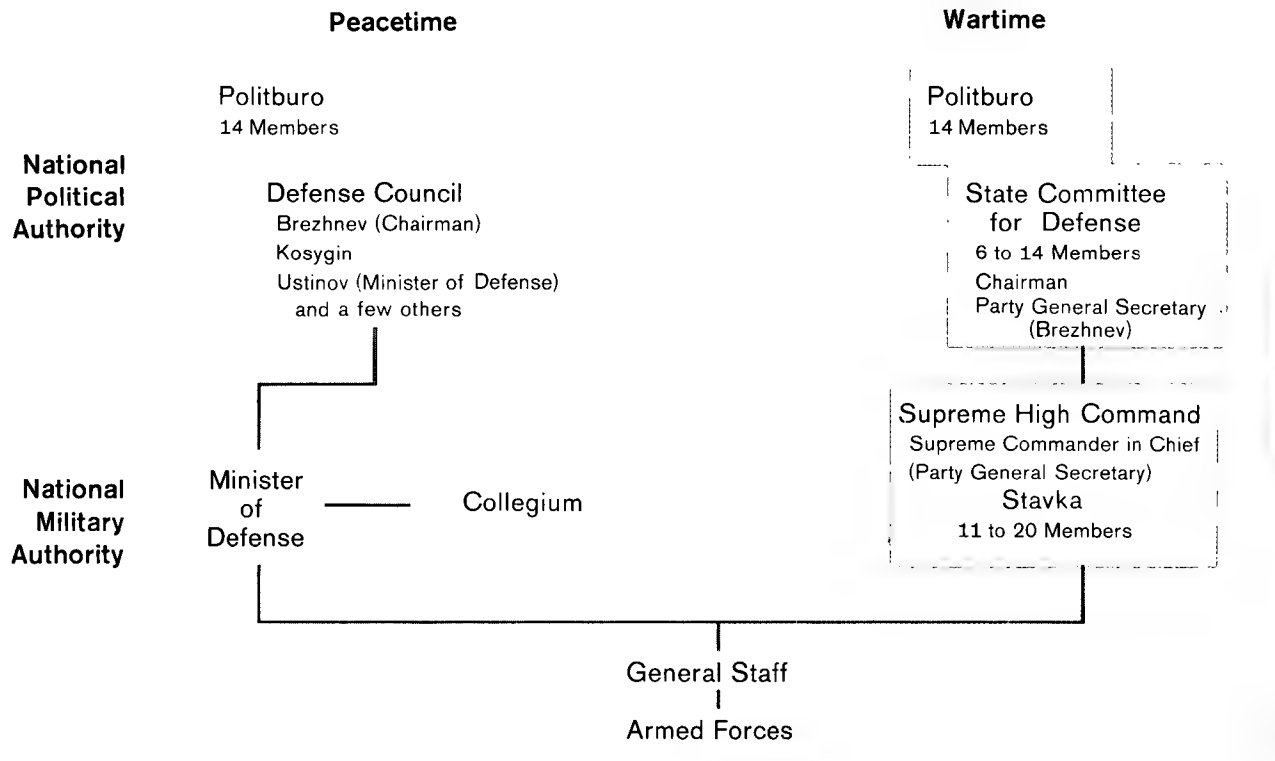 Peacetime
Wartime
National
Political
Authority
Politburo
14 Members
Defense Council
Brezhnev (Chairman)
Kosygin
Ustinov (Minister of Defense)
and a few others
Politburo
14 Members
State Committee
for Defense
6 to 14 Members
Chairman
Party General Secretary
(Brezhnev)
National
Military
Authority
Minister
of
Defense
Collegium
Supreme High Command
Supreme Commander in Chief
(Party General Secretary)
Stavka
11 to 20 Members
General Staff
Armed Forces